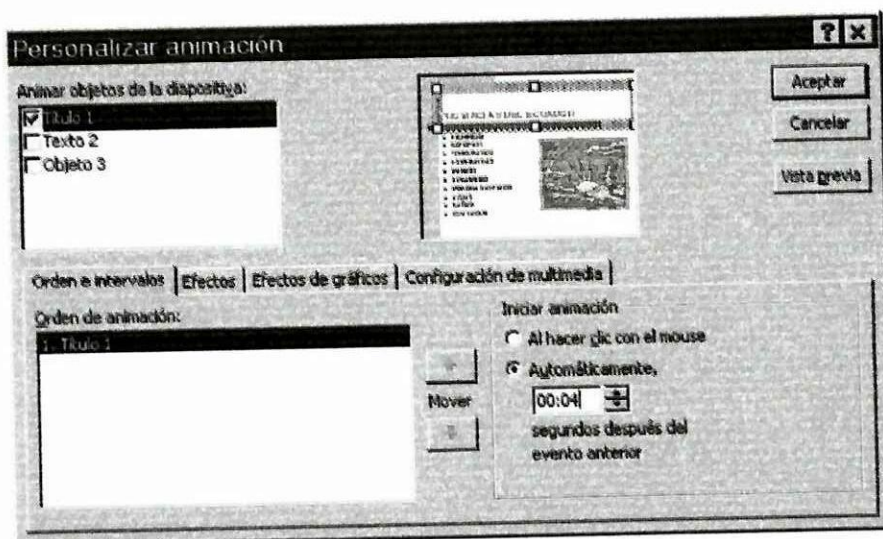 Personalizar animación
Animar objetos de la diapositiva:
Título 1
Texto 2
Objeto 3
Aceptar
Cancelar
Vista previa
Orden e intervalos
Efectos
Efectos de gráficos
Configuración de multimedia
Orden de animación:
1. Título 1
Mover
Iniciar animación
Al hacer clic con el mouse
Automáticamente,
00:04
segundos después del
evento anterior